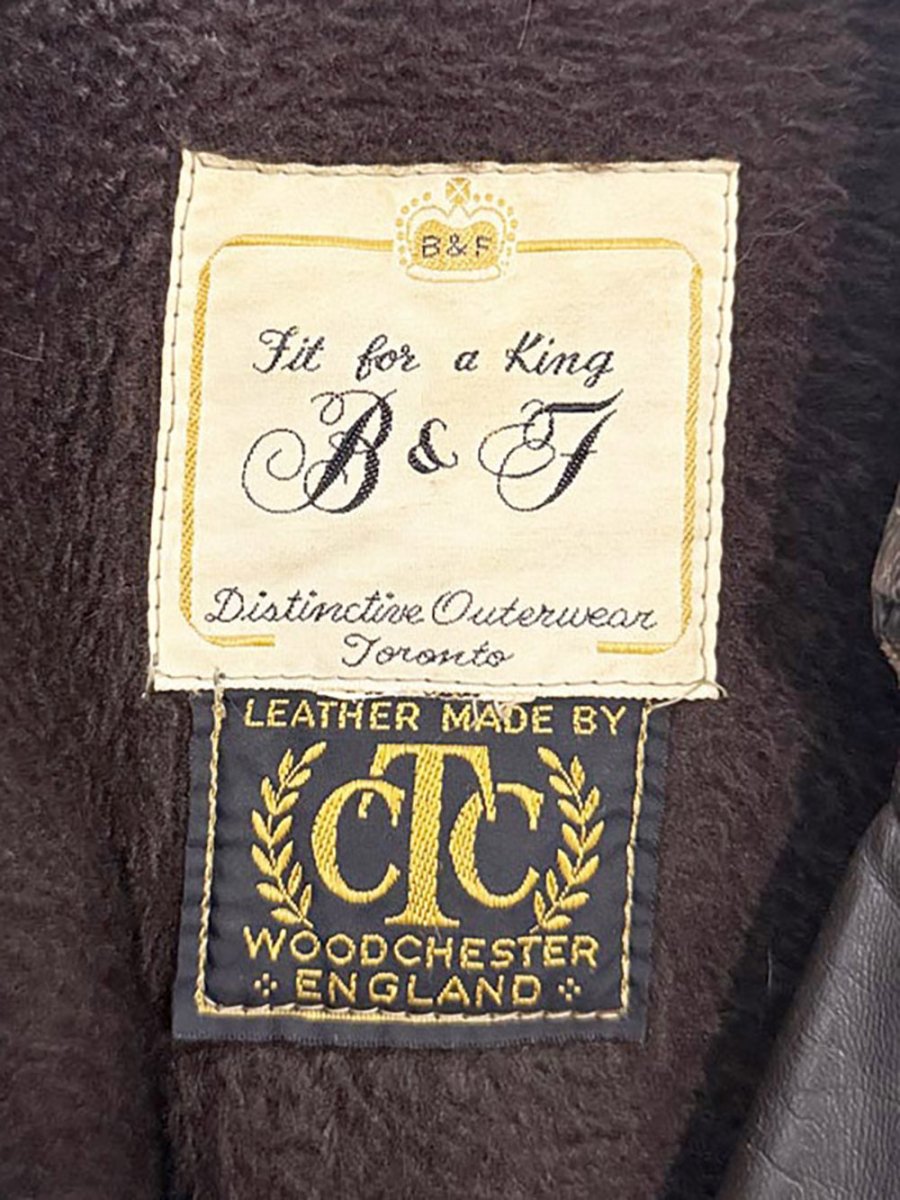 B & F
Fit for a King
B & F
Distinctive Outerwear
Toronto
LEATHER MADE BY
CTC
WOODCHESTER
ENGLAND